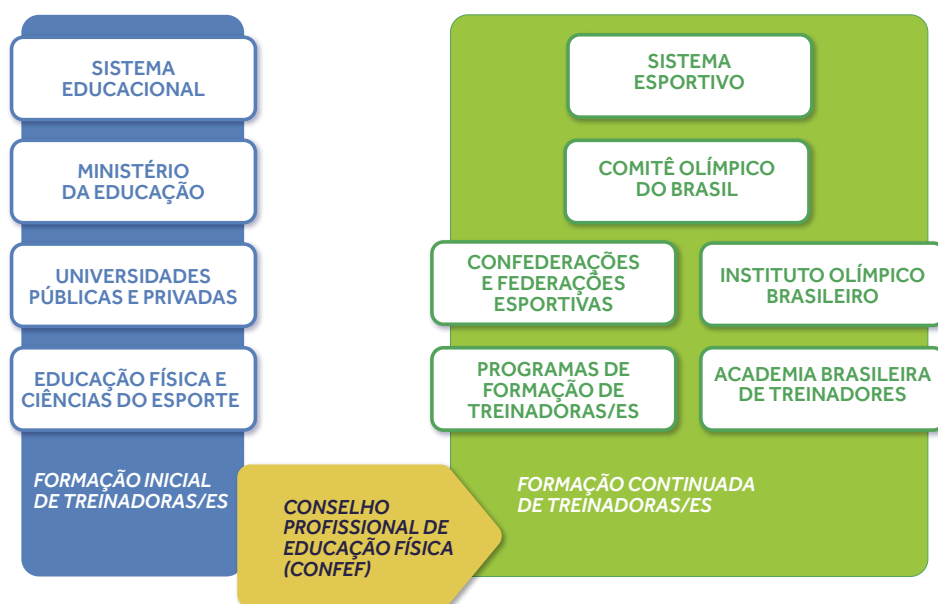 SISTEMA
EDUCACIONAL
MINISTÉRIO
DA EDUCAÇÃO
UNIVERSIDADES
PÚBLICAS E PRIVADAS
EDUCAÇÃO FÍSICA E
CIÊNCIAS DO ESPORTE
FORMAÇÃO INICIAL
DE TREINADORAS/ES
CONSELHO
PROFISSIONAL DE
EDUCAÇÃO FÍSICA
(CONFEF)
SISTEMA
ESPORTIVO
COMITÊ OLÍMPICO
DO BRASIL
CONFEDERAÇÕES
E FEDERAÇÕES
ESPORTIVAS
INSTITUTO OLÍMPICO
BRASILEIRO
PROGRAMAS DE
FORMAÇÃO DE
TREINADORAS/ES
ACADEMIA BRASILEIRA
DE TREINADORES
FORMAÇÃO CONTINUADA
DE TREINADORAS/ES